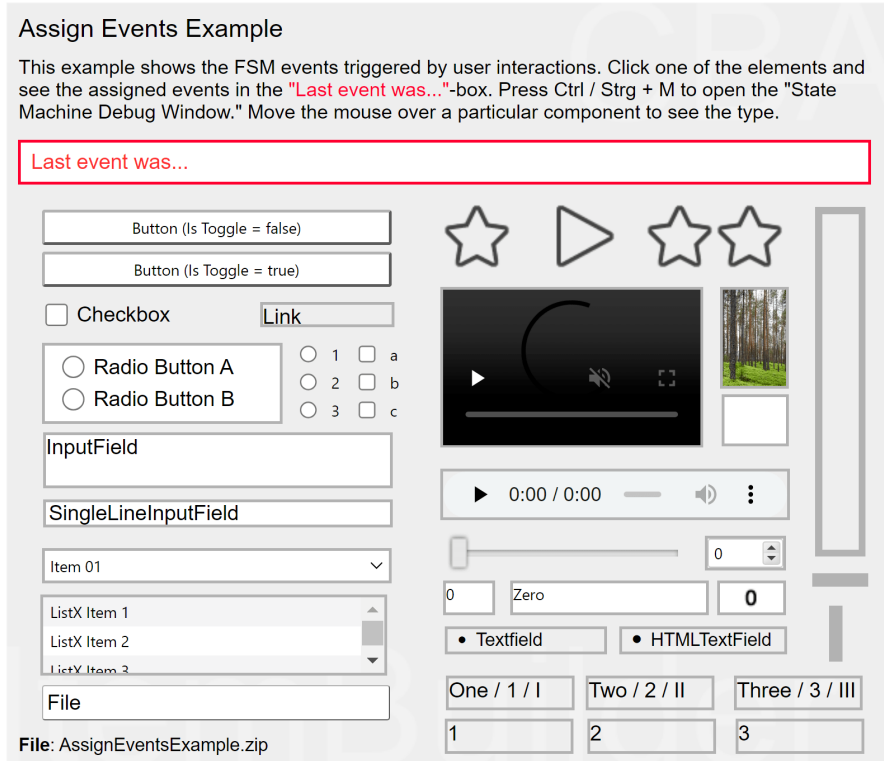 Assign Events Example
This example shows the FSM events triggered by user interactions. Click one of the elements and
see the assigned events in the "Last event was..."-box. Press Ctrl / Strg + M to open the "State
Machine Debug Window." Move the mouse over a particular component to see the type.
Last event was...
Button (Is Toggle = false)
Button (Is Toggle = true)
Checkbox
Link
Radio Button A
Radio Button B
1 a
2 b
3 c
InputField
SingleLineInputField
Item 01
ListX Item 1
ListX Item 2
ListX Item 3
File
File: AssignEventsExample.zip
0:00 / 0:00
0
0
Zero
0
• Textfield
• HTMLTextField
One / 1 / I
Two / 2 / II
Three / 3 / III
1
2
3